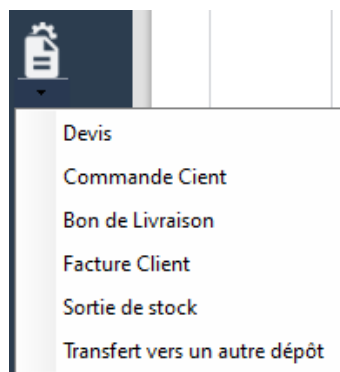 Devis
Commande Cient
Bon de Livraison
Facture Client
Sortie de stock
Transfert vers un autre dépôt